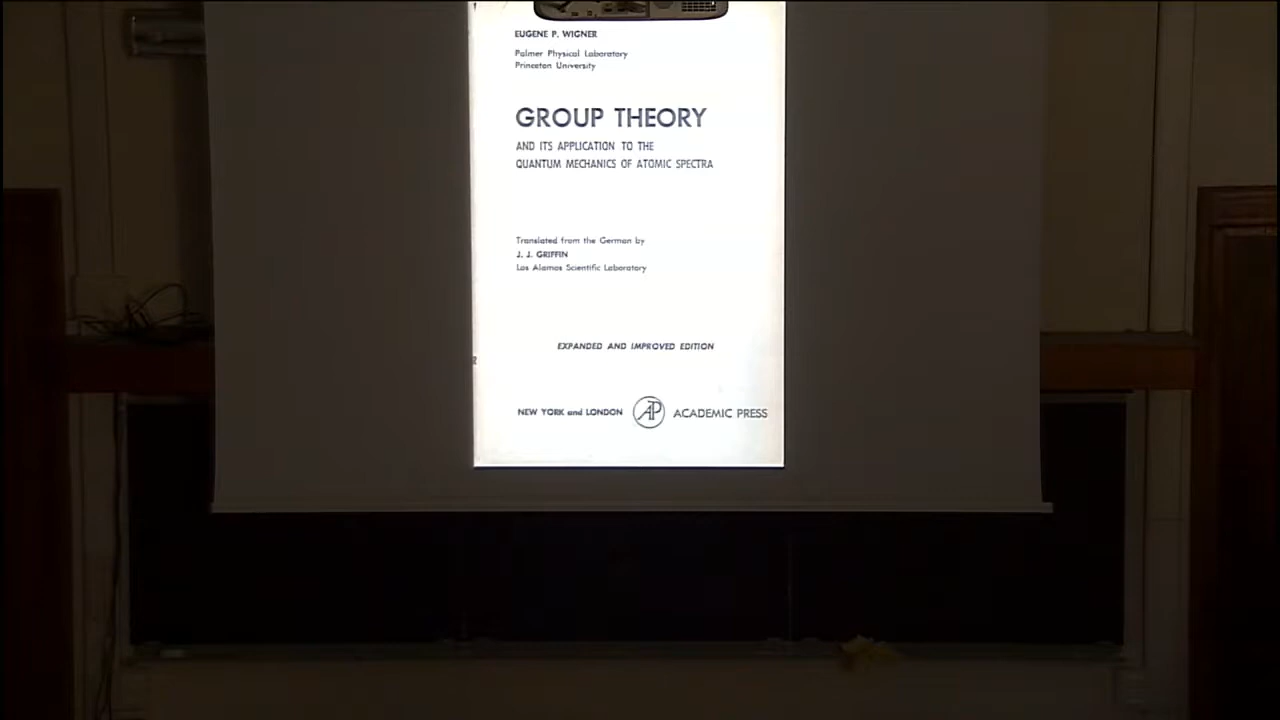 EUGENE P. WIGNER
Palmer Physical Laboratory
Princeton University
GROUP THEORY
AND ITS APPLICATION TO THE
QUANTUM MECHANICS OF ATOMIC SPECTRA
Translated from the German by
J. J. GRIFFIN
Los Alamos Scientific Laboratory
EXPANDED AND IMPROVED EDITION
NEW YORK and LONDON AP ACADEMIC PRESS